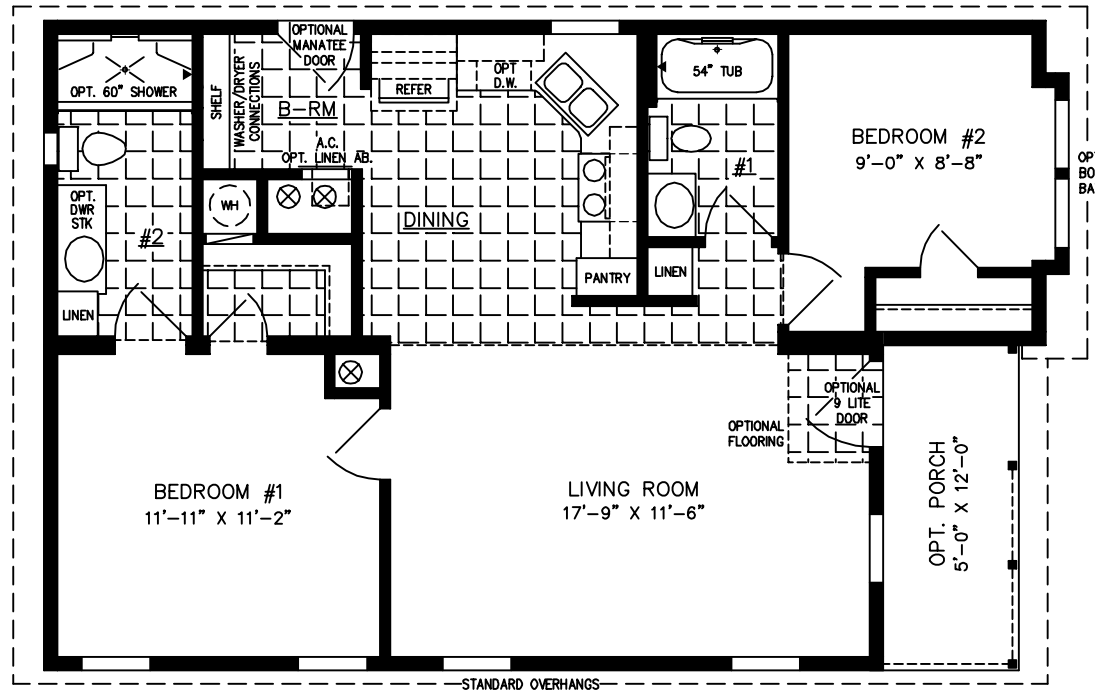 OPTIONAL
MANATEE
DOOR
OPT. 60" SHOWER
SHELF
WASHER/DRYER
CONNECTIONS
B-RM
A.C.
OPT. LINEN AB.
REFER
OPT
D.W.
54" TUB
BEDROOM #2
9'-0" X 8'-8"
#1
OPT.
DWR
STK
#2
WH
DINING
PANTRY
LINEN
LINEN
OPTIONAL
9 LITE
DOOR
OPTIONAL
FLOORING
BEDROOM #1
11'-11" X 11'-2"
LIVING ROOM
17'-9" X 11'-6"
OPT. PORCH
5'-0" X 12'-0"
STANDARD OVERHANGS